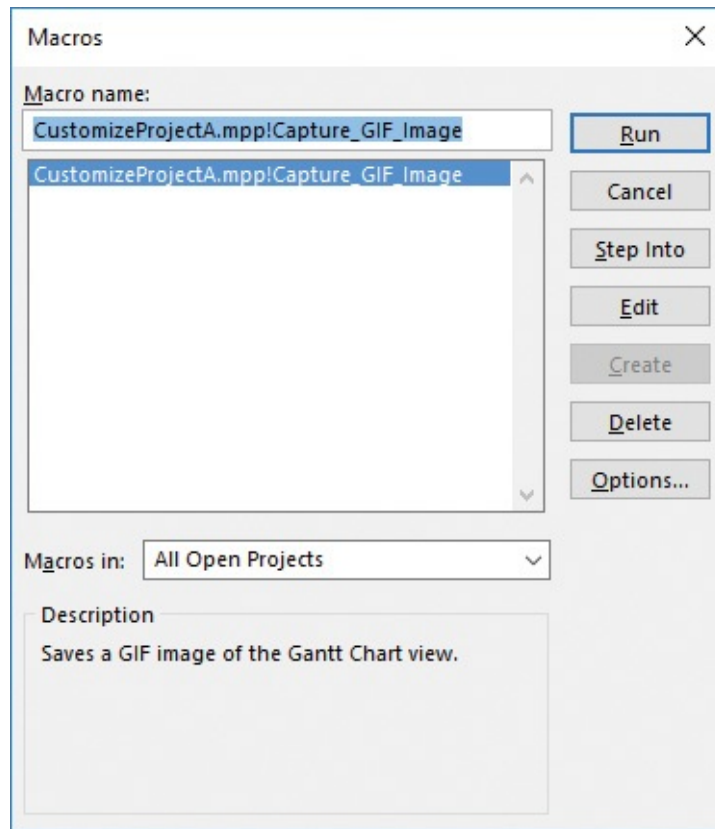 Macros
Macro name:
CustomizeProjectA.mpp!Capture_GIF_Image
Run
CustomizeProjectA.mpp!Capture_GIF_Image
Cancel
Step Into
Edit
Create
Delete
Options...
Macros in: All Open Projects
Description
Saves a GIF image of the Gantt Chart view.